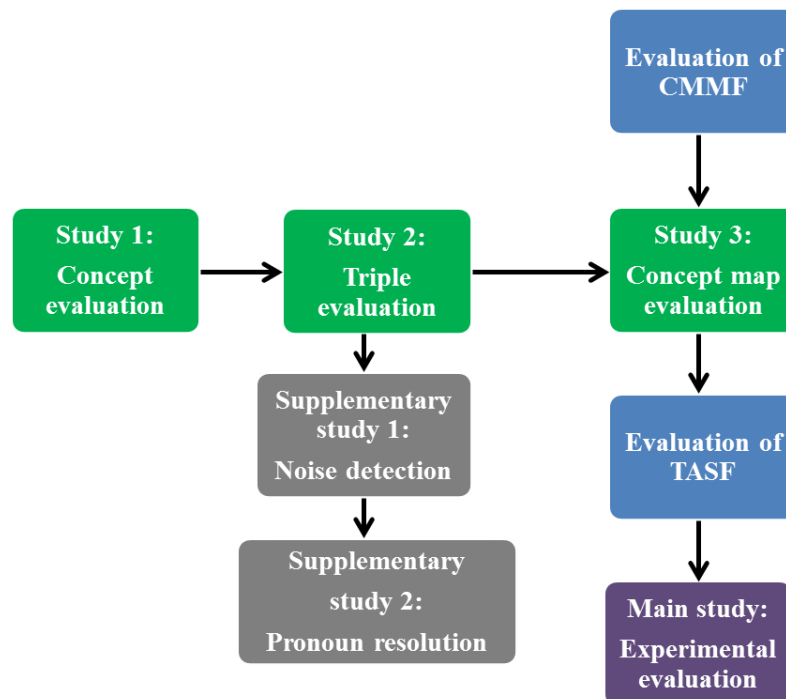 Evaluation of
CMMF
Study 1:
Concept
evaluation
Study 2:
Triple
evaluation
Study 3:
Concept map
evaluation
Supplementary
study 1:
Noise detection
Evaluation of
TASF
Supplementary
study 2:
Pronoun resolution
Main study:
Experimental
evaluation